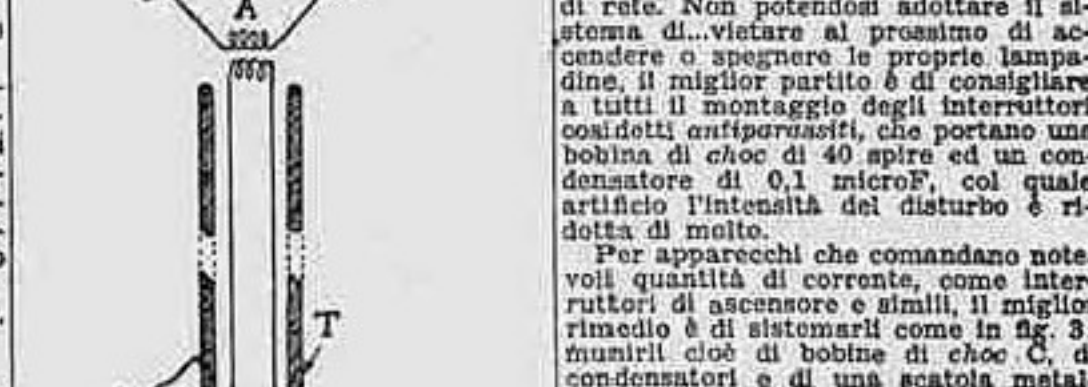 A
T
di rete. Non potendosi adottare il si-
stema di...vietare al prossimo di ac-
cendere o spegnere le proprie lampa-
dine, il miglior partito è di consigliare
a tutti il montaggio degli interruttori
cosidetti antiparassiti, che portano una
bobina di choc di 40 spire ed un con-
densatore di 0,1 microF, col quale
artificio l'intensità del disturbo è ri-
dotta di molto.
Per apparecchi che comandano note-
voli quantità di corrente, come inter-
ruttori di ascensore e simili, il miglior
rimedio è di sistemarli come in fig. 3
munirli cioè di bobine di choc C, d
condensatori e di una scatola metal-